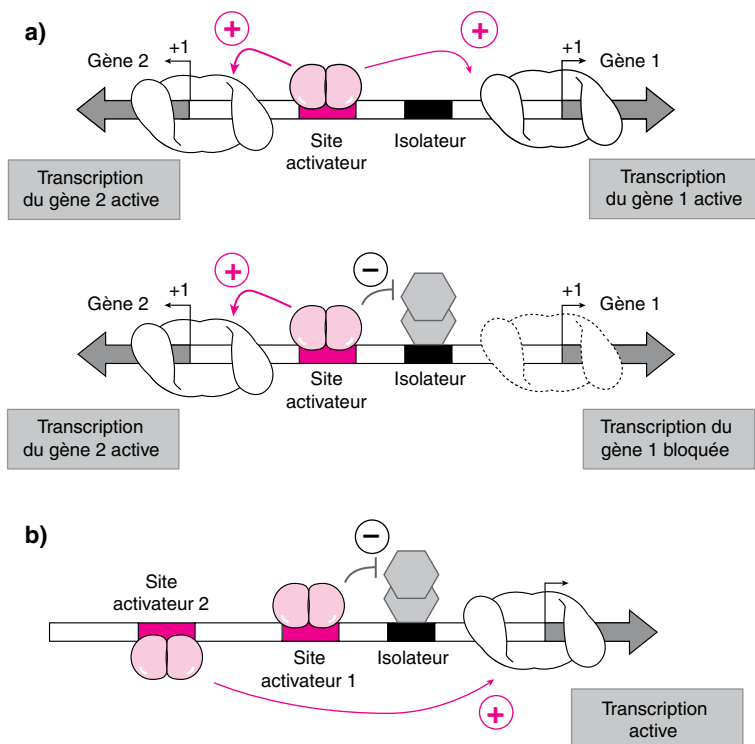 a)
+
+
Gène 2
+1
+1
Gène 1
Site
activateur
Isolateur
Transcription
du gène 2 active
Transcription
du gène 1 active
+
−
Gène 2
+1
+1
Gène 1
Site
activateur
Isolateur
Transcription
du gène 2 active
Transcription du
gène 1 bloquée
b)
−
Site
activateur 2
Site
activateur 1
Isolateur
+
Transcription
active